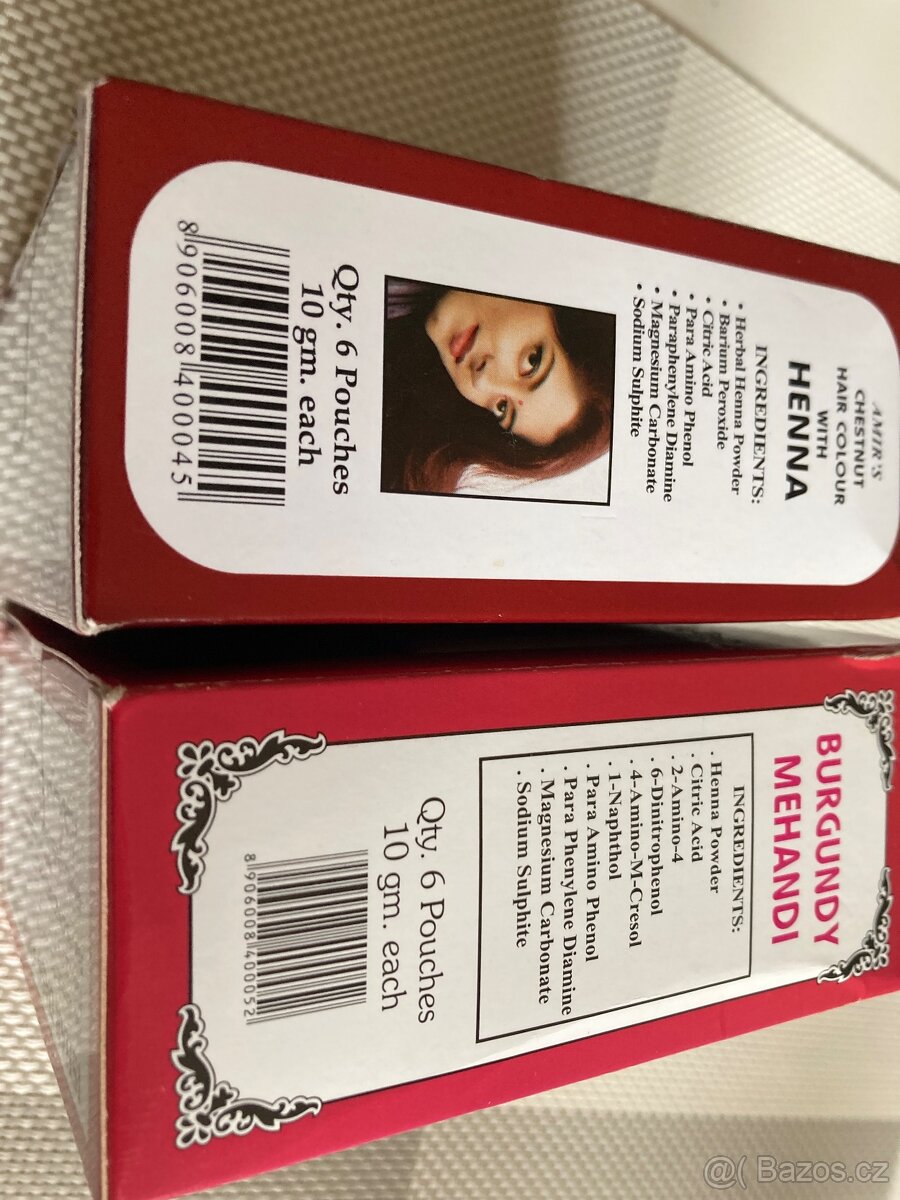 AMIR'S
CHESTNUT
HAIR COLOUR
WITH
HENNA
INGREDIENTS:
• Herbal Henna Powder
• Barium Peroxide
• Citric Acid
• Para Amino Phenol
• Paraphenylene Diamine
• Magnesium Carbonate
• Sodium Sulphite
Qty. 6 Pouches
10 gm. each
8906008400045
BURGUNDY
MEHANDI
INGREDIENTS:
. Henna Powder
. Citric Acid
. 2-Amino-4
. 6-Dinitrophenol
. 4-Amino-M-Cresol
. 1-Naphthol
. Para Amino Phenol
. Para Phenylene Diamine
. Magnesium Carbonate
. Sodium Sulphite
Qty. 6 Pouches
10 gm. each
8906008400052
@( Bazos.cz